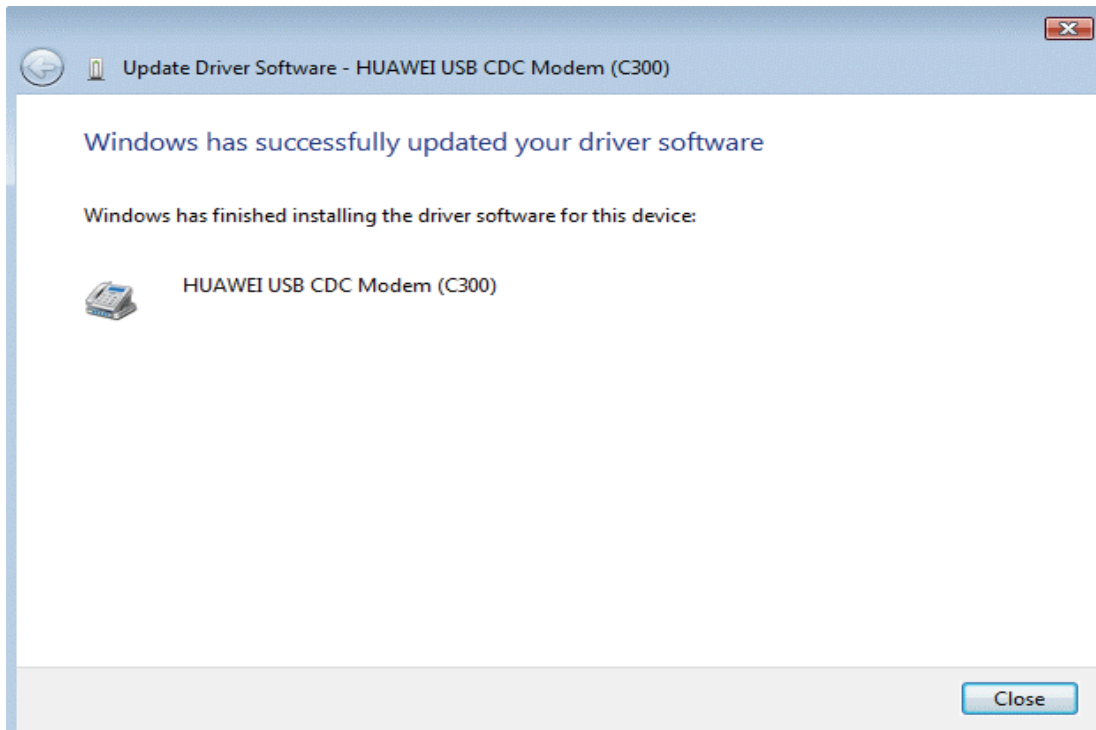 Update Driver Software - HUAWEI USB CDC Modem (C300)
Windows has successfully updated your driver software
Windows has finished installing the driver software for this device:
HUAWEI USB CDC Modem (C300)
Close